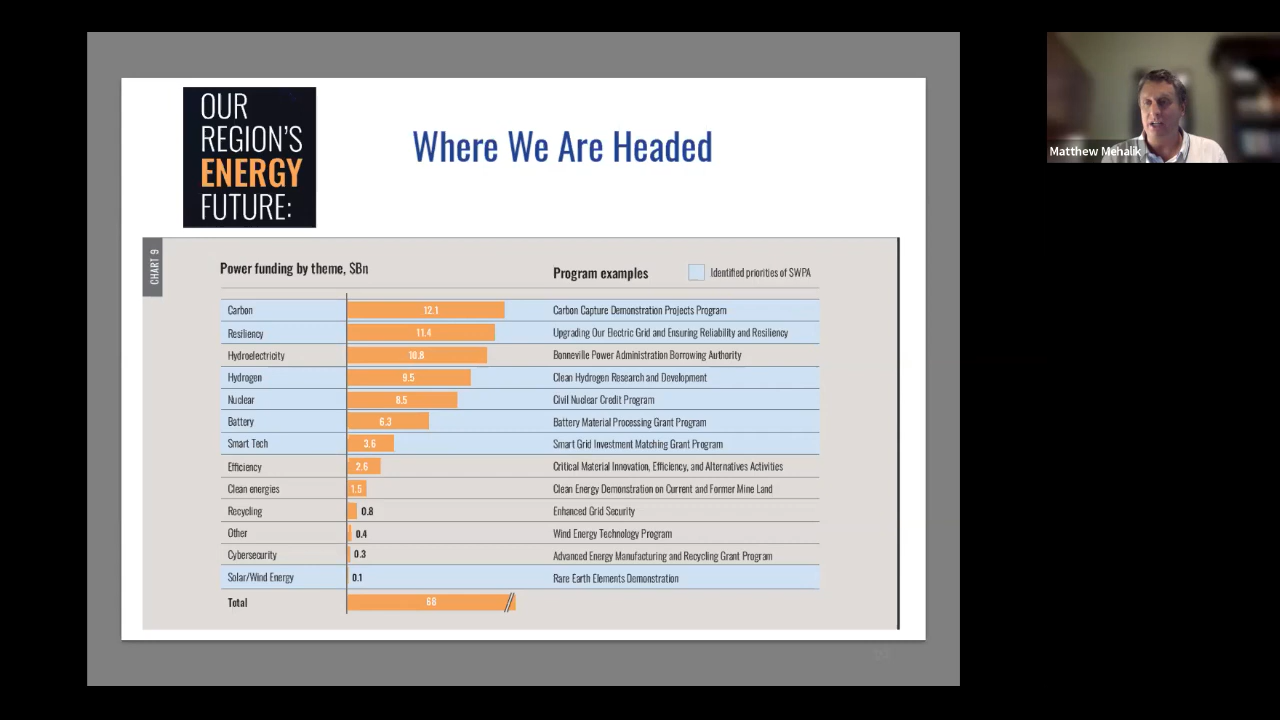 OUR
REGION'S
ENERGY
FUTURE:
Where We Are Headed
Matthew Mehalik
CHART 9
Power funding by theme, $Bn
Program examples
Identified priorities of SWPA
Carbon 12.1 Carbon Capture Demonstration Projects Program
Resiliency 11.4 Upgrading Our Electric Grid and Ensuring Reliability and Resiliency
Hydroelectricity 10.8 Bonneville Power Administration Borrowing Authority
Hydrogen 9.5 Clean Hydrogen Research and Development
Nuclear 8.5 Civil Nuclear Credit Program
Battery 6.3 Battery Material Processing Grant Program
Smart Tech 3.6 Smart Grid Investment Matching Grant Program
Efficiency 2.6 Critical Material Innovation, Efficiency, and Alternatives Activities
Clean energies 1.5 Clean Energy Demonstration on Current and Former Mine Land
Recycling 0.8 Enhanced Grid Security
Other 0.4 Wind Energy Technology Program
Cybersecurity 0.3 Advanced Energy Manufacturing and Recycling Grant Program
Solar/Wind Energy 0.1 Rare Earth Elements Demonstration
Total 68